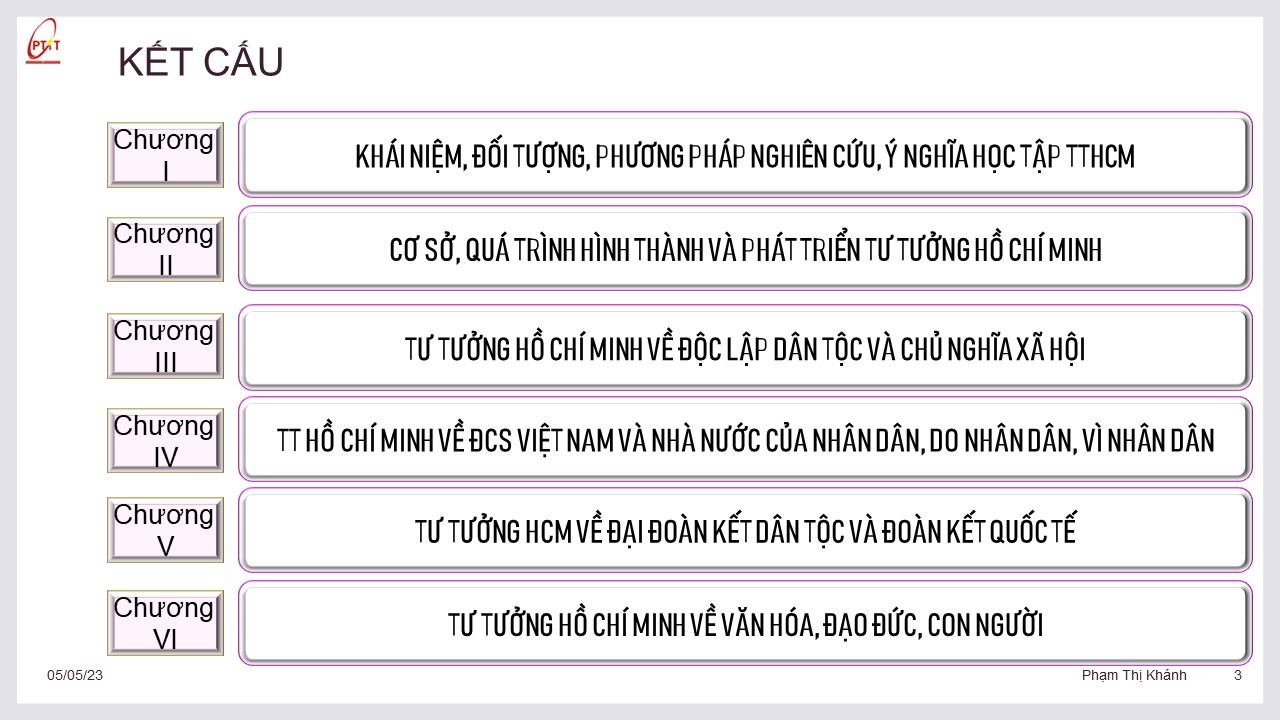 PTIT
KẾT CẤU
Chương
I
KHÁI NIỆM, ĐỐI TƯỢNG, PHƯƠNG PHÁP NGHIÊN CỨU, Ý NGHĨA HỌC TẬP TTHCM
Chương
II
CƠ SỞ, QUÁ TRÌNH HÌNH THÀNH VÀ PHÁT TRIỂN TƯ TƯỞNG HỒ CHÍ MINH
Chương
III
TƯ TƯỞNG HỒ CHÍ MINH VỀ ĐỘC LẬP DÂN TỘC VÀ CHỦ NGHĨA XÃ HỘI
Chương
IV
TT HỒ CHÍ MINH VỀ ĐCS VIỆT NAM VÀ NHÀ NƯỚC CỦA NHÂN DÂN, DO NHÂN DÂN, VÌ NHÂN DÂN
Chương
V
TƯ TƯỞNG HCM VỀ ĐẠI ĐOÀN KẾT DÂN TỘC VÀ ĐOÀN KẾT QUỐC TẾ
Chương
VI
TƯ TƯỞNG HỒ CHÍ MINH VỀ VĂN HÓA, ĐẠO ĐỨC, CON NGƯỜI
05/05/23
Phạm Thị Khánh
3